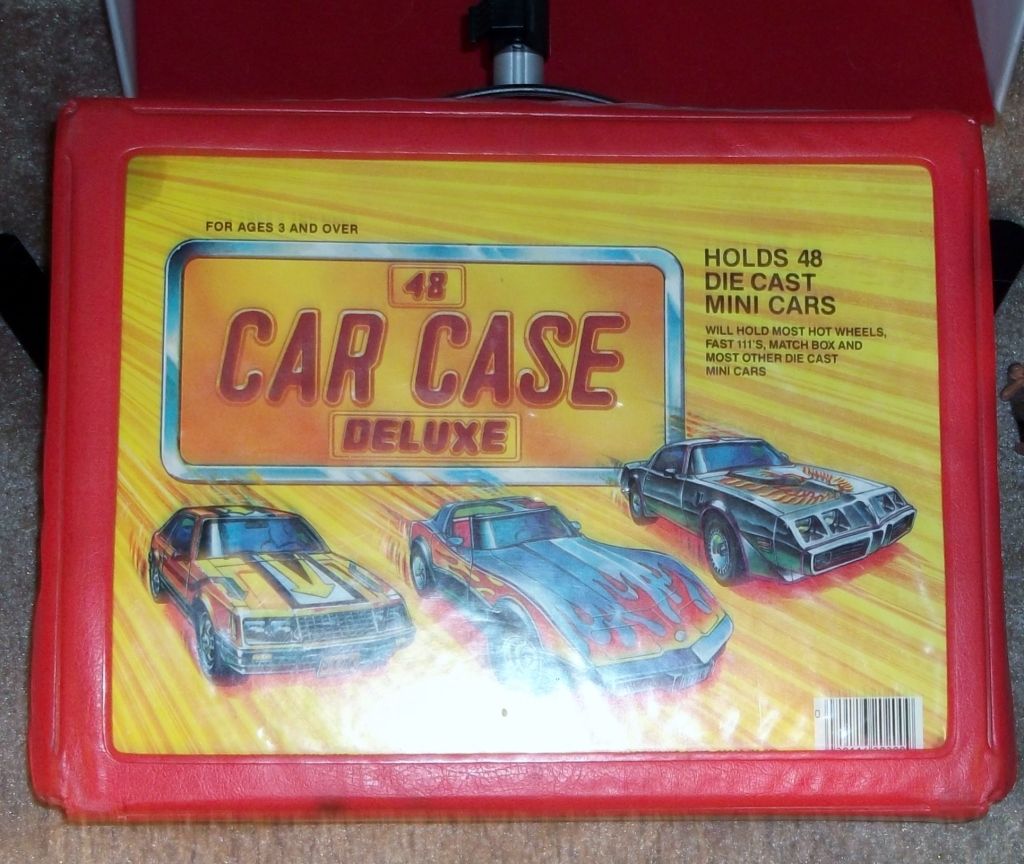 FOR AGES 3 AND OVER
48
CAR CASE
DELUXE
HOLDS 48
DIE CAST
MINI CARS
WILL HOLD MOST HOT WHEELS,
FAST 111'S, MATCH BOX AND
MOST OTHER DIE CAST
MINI CARS
0